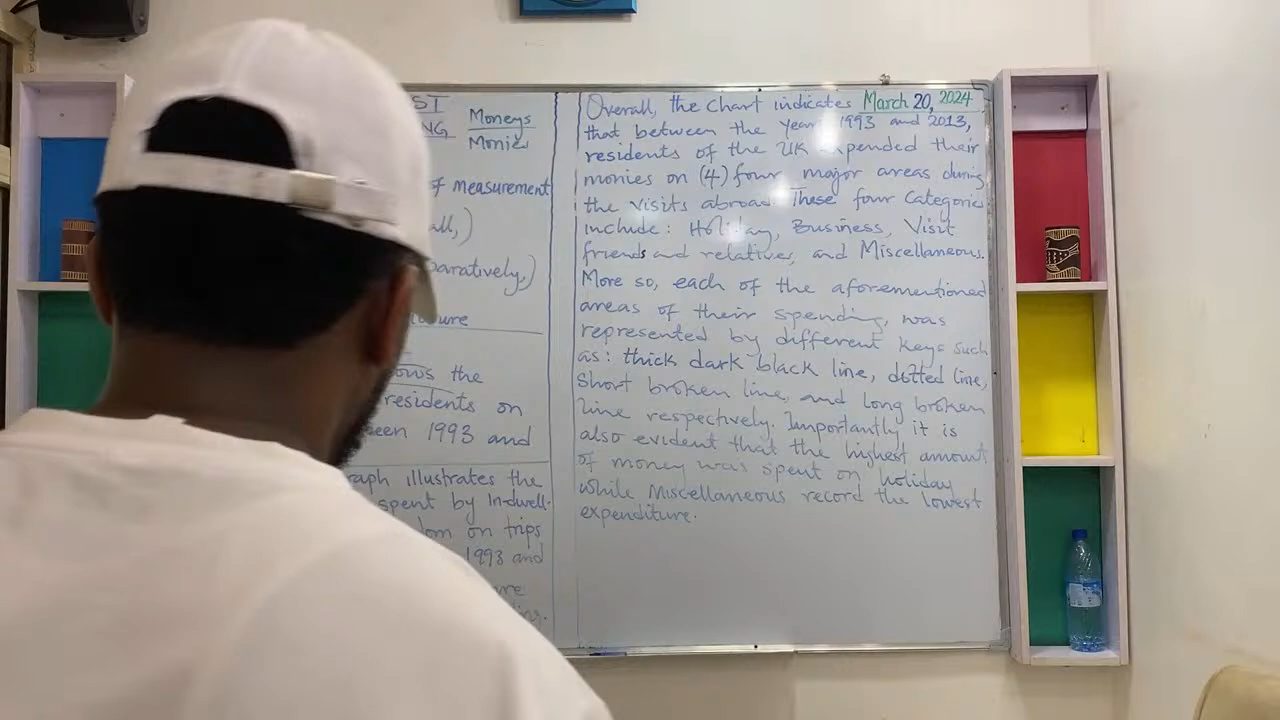 ST
NG
Moneys
Monies
of measurement
all,)
paratively,)
ows the
residents on
een 1993 and
raph illustrates the
spent by In-dwell-
dom on trips
1993 and
Overall, the Chart indicates March 20, 2024
that between the year 1993 and 2013,
residents of the UK expended their
monies on (4) four major areas during
the visits abroad. These four Categories
include: Holiday, Business, Visit
friends and relatives, and Miscellaneous.
More so, each of the aforementioned
areas of their spending, was
represented by different keys such
as: thick dark black line, dotted line,
Short broken line, and long broken
line respectively. Importantly it is
also evident that the highest amount
of money was spent on holiday
while Miscellaneous record the lowest
expenditure.